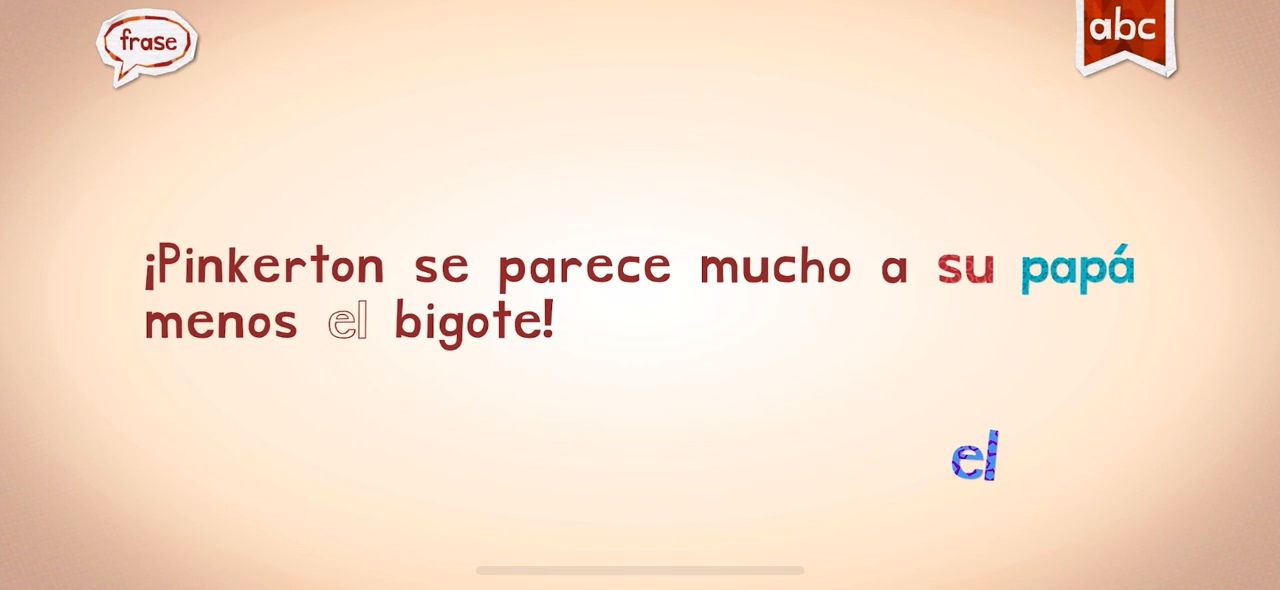 frase
abc
¡Pinkerton se parece mucho a su papá
menos el bigote!
el